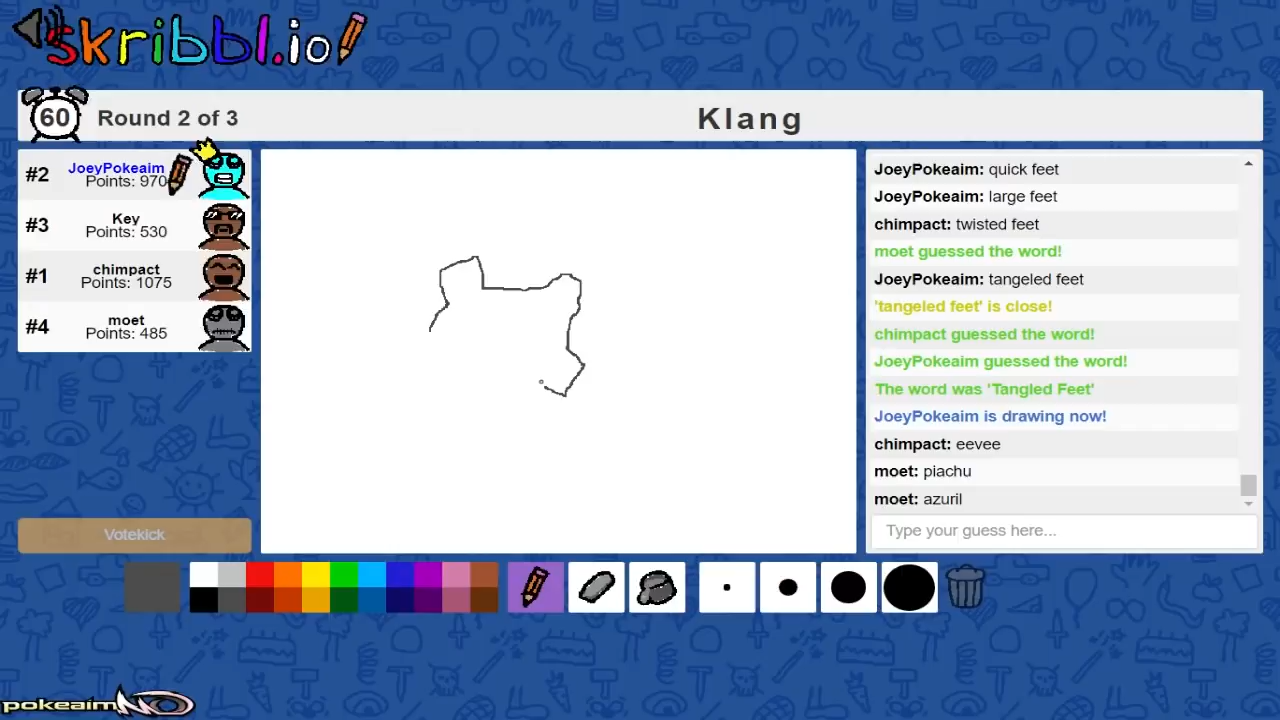 skribbl.io
60
Round 2 of 3
Klang
#2
JoeyPokeaim
Points: 970
#3
Key
Points: 530
#1
chimpact
Points: 1075
#4
moet
Points: 485
Votekick
JoeyPokeaim: quick feet
JoeyPokeaim: large feet
chimpact: twisted feet
moet guessed the word!
JoeyPokeaim: tangeled feet
'tangeled feet' is close!
chimpact guessed the word!
JoeyPokeaim guessed the word!
The word was 'Tangled Feet'
JoeyPokeaim is drawing now!
chimpact: eevee
moet: piachu
moet: azuril
Type your guess here...
pokeaim